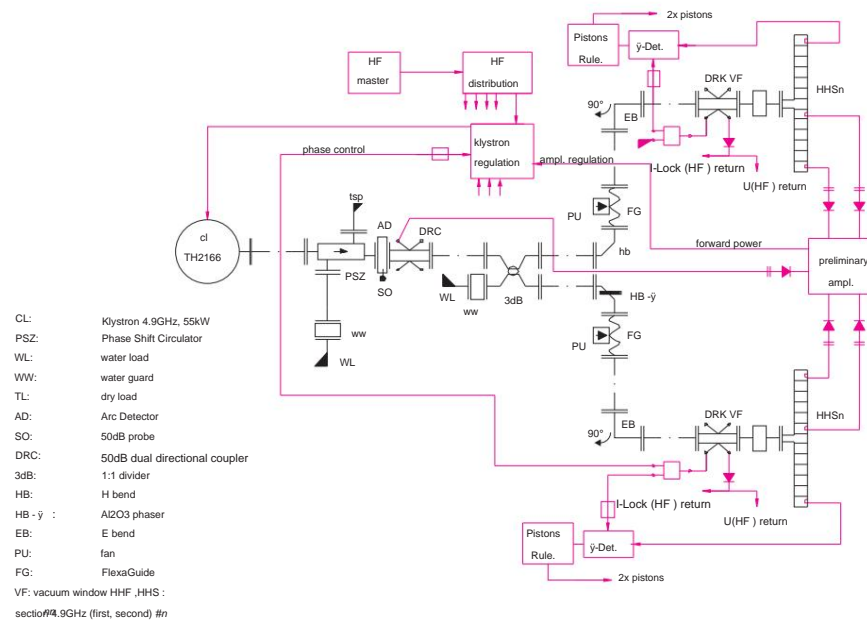 2x pistons
Pistons
Rule.
ÿ-Det.
HF
master
HF
distribution
DRK VF
HHSn
90°
EB
klystron
regulation
phase control
ampl. regulation
I-Lock (HF ) return
U(HF ) return
tsp
AD
DRC
PU
FG
cl
TH2166
hb
forward power
preliminary
ampl.
PSZ
SO
WL
ww
3dB
HB -ÿ
ww
WL
PU
FG
CL: Klystron 4.9GHz, 55kW
PSZ: Phase Shift Circulator
WL: water load
WW: water guard
TL: dry load
AD: Arc Detector
SO: 50dB probe
DRC: 50dB dual directional coupler
3dB: 1:1 divider
HB: H bend
HB - ÿ : Al2O3 phaser
EB: E bend
PU: fan
FG: FlexaGuide
VF: vacuum window HHF ,HHS :
section 4.9GHz (first, second) #n
DRK VF
HHSn
EB
90°
I-Lock (HF ) return
U(HF ) return
Pistons
Rule.
ÿ-Det.
2x pistons